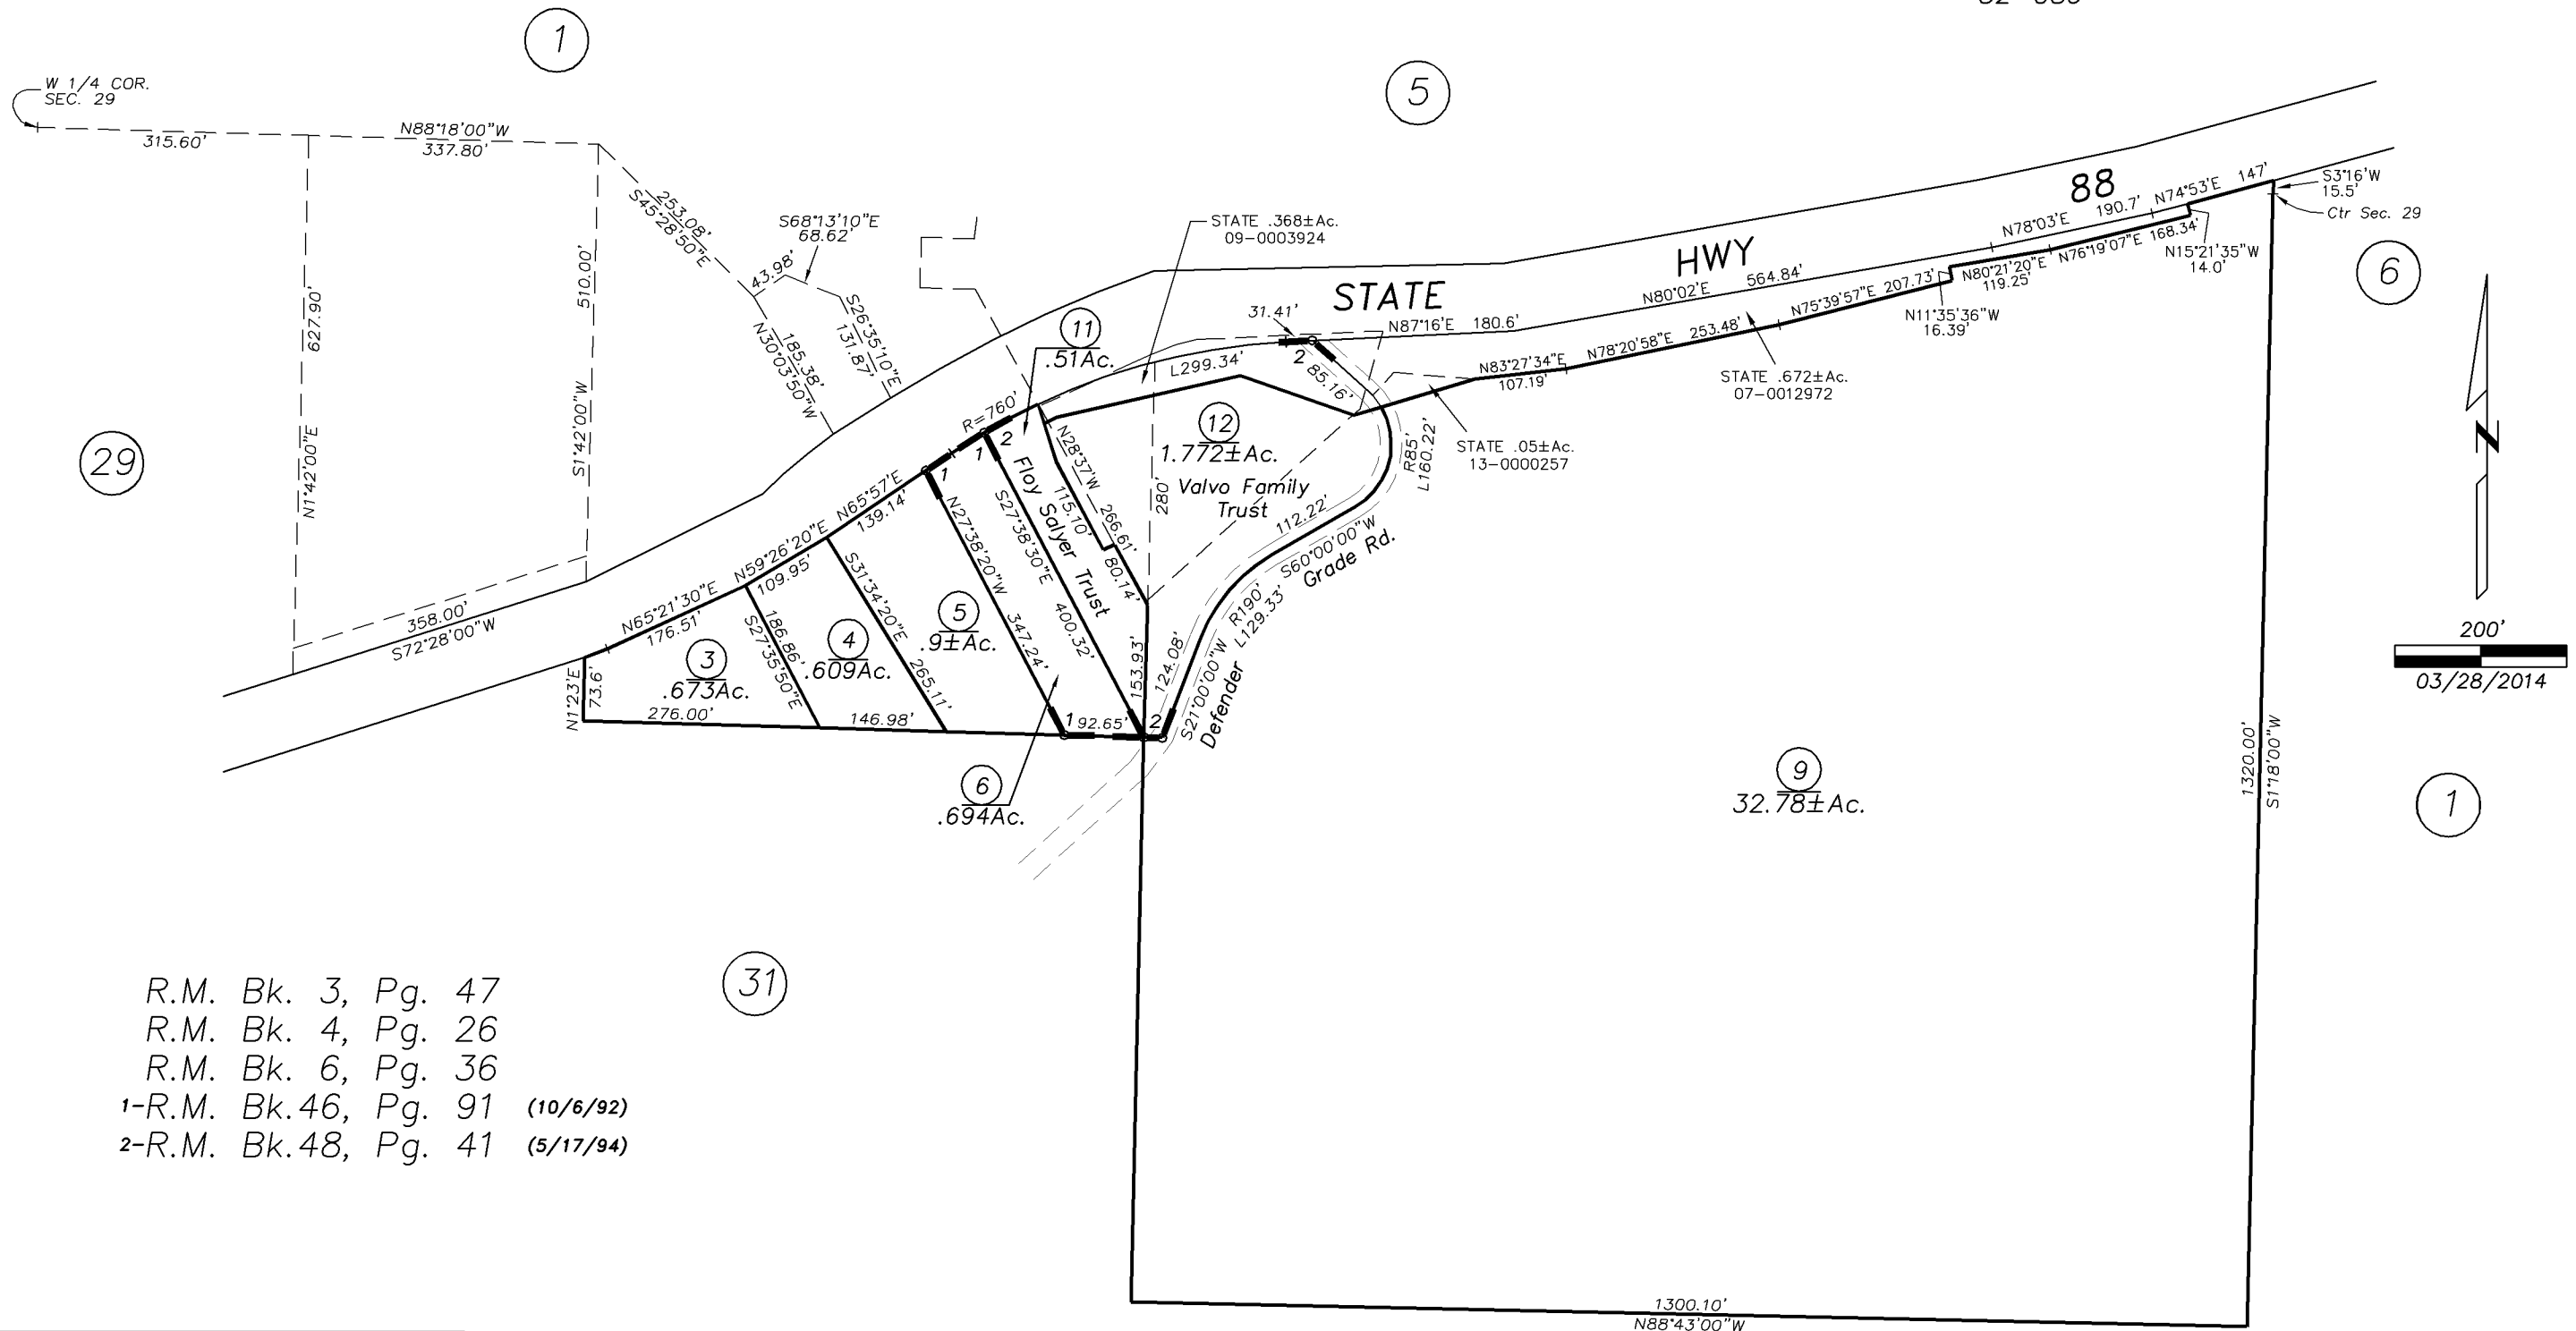 1
5
W 1/4 COR.
SEC. 29
315.60'
N88°18'00"W
337.80'
253.08'
S45°28'50"E
S68°13'10"E
68.62'
43.98'
S26°35'10"E
131.87'
185.38'
N30°03'50"W
627.90'
N1°42'00"E
510.00'
S1°42'00"W
358.00'
S72°28'00"W
29
STATE .368±Ac.
09-0003924
STATE HWY 88
N74°53'E 147'
S3°16'W
15.5'
Ctr Sec. 29
N78°03'E 190.7'
N76°19'07"E 168.34'
N15°21'35"W
14.0'
6
N80°02'E 564.84'
N80°21'20"E
119.25'
N75°39'57"E 207.73'
N11°35'36"W
16.39'
31.41'
N87°16'E 180.6'
N78°20'58"E 253.48'
N83°27'34"E
107.19'
STATE .672±Ac.
07-0012972
STATE .05±Ac.
13-0000257
11
.51Ac.
L299.34'
R=760'
2
85.16'
12
1.772±Ac.
Valvo Family
Trust
N28°37'W 266.61'
115.10'
80.14'
280'
R85'
L160.22'
112.22'
S60°00'00"W
Defender Grade Rd.
R190'
L129.33'
124.08'
S21°00'00"W
153.93'
2
1
1
2
Floy Salyer Trust
S27°38'30"E 400.32'
N27°38'20"W 347.24'
N65°57'E
139.14'
N59°26'20"E
109.95'
N65°21'30"E
176.51'
S31°34'20"E 265.11'
186.86'
S27°35'50"E
N1°23'E
73.6'
3
.673Ac.
4
.609Ac.
5
.9±Ac.
276.00'
146.98'
1
92.65'
2
6
.694Ac.
N
200'
03/28/2014
1
9
32.78±Ac.
1320.00'
S1°18'00"W
31
R.M. Bk. 3, Pg. 47
R.M. Bk. 4, Pg. 26
R.M. Bk. 6, Pg. 36
1-R.M. Bk.46, Pg. 91 (10/6/92)
2-R.M. Bk.48, Pg. 41 (5/17/94)
1300.10'
N88°43'00"W